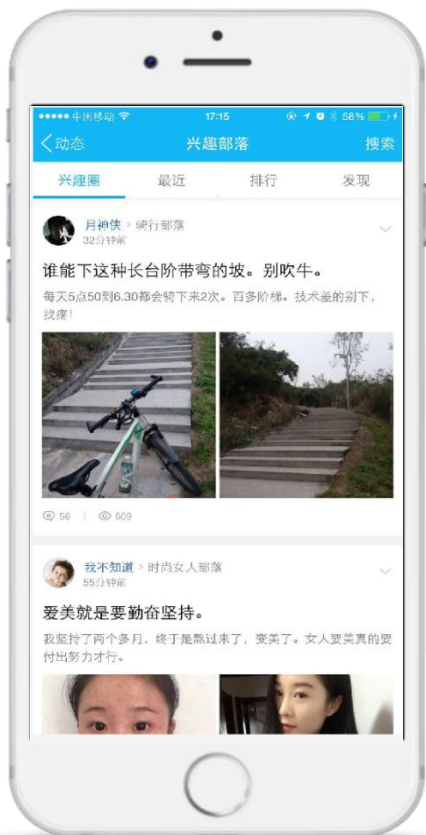 中国移动 17:15 58%
动态 兴趣部落 搜索
兴趣圈 最近 排行 发现
月神侠 > 骑行部落
32分钟前
谁能下这种长台阶带弯的坡。别吹牛。
每天5点50到6.30都会骑下来2次。百多阶梯。技术差的别下，
找疼！
56 609
我不知道 > 时尚女人部落
55分钟前
爱美就是要勤奋坚持。
我坚持了两个多月，终于是熬过来了，变美了。女人要美真的要
付出努力才行。